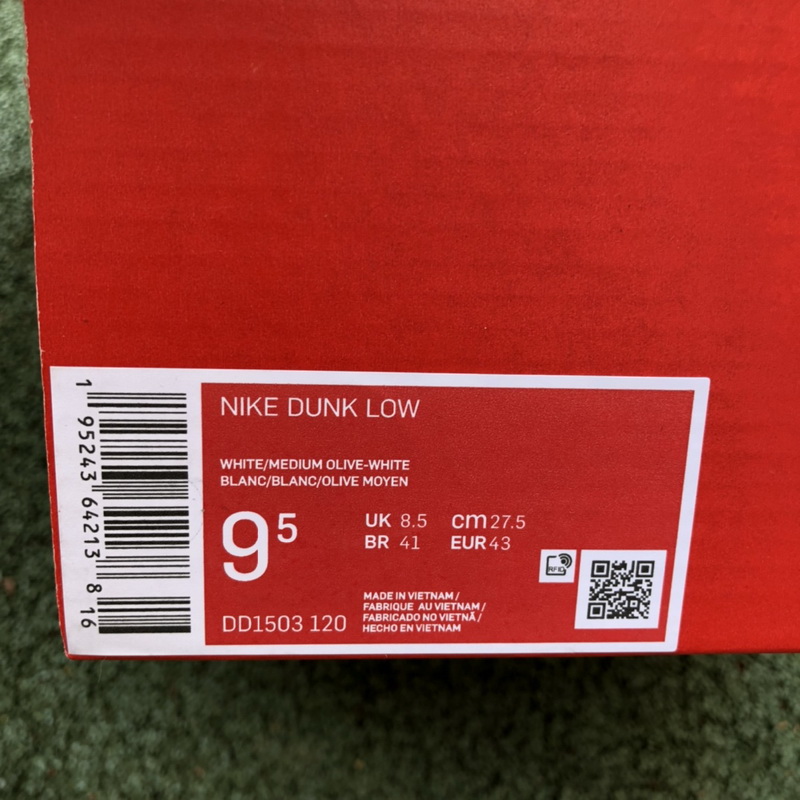 1 95243 64213 8 16
NIKE DUNK LOW
WHITE/MEDIUM OLIVE-WHITE
BLANC/BLANC/OLIVE MOYEN
9⁵
UK 8.5 cm 27.5
BR 41 EUR 43
RFID
DD1503 120
MADE IN VIETNAM /
FABRIQUE AU VIETNAM /
FABRICADO NO VIETNÃ /
HECHO EN VIETNAM